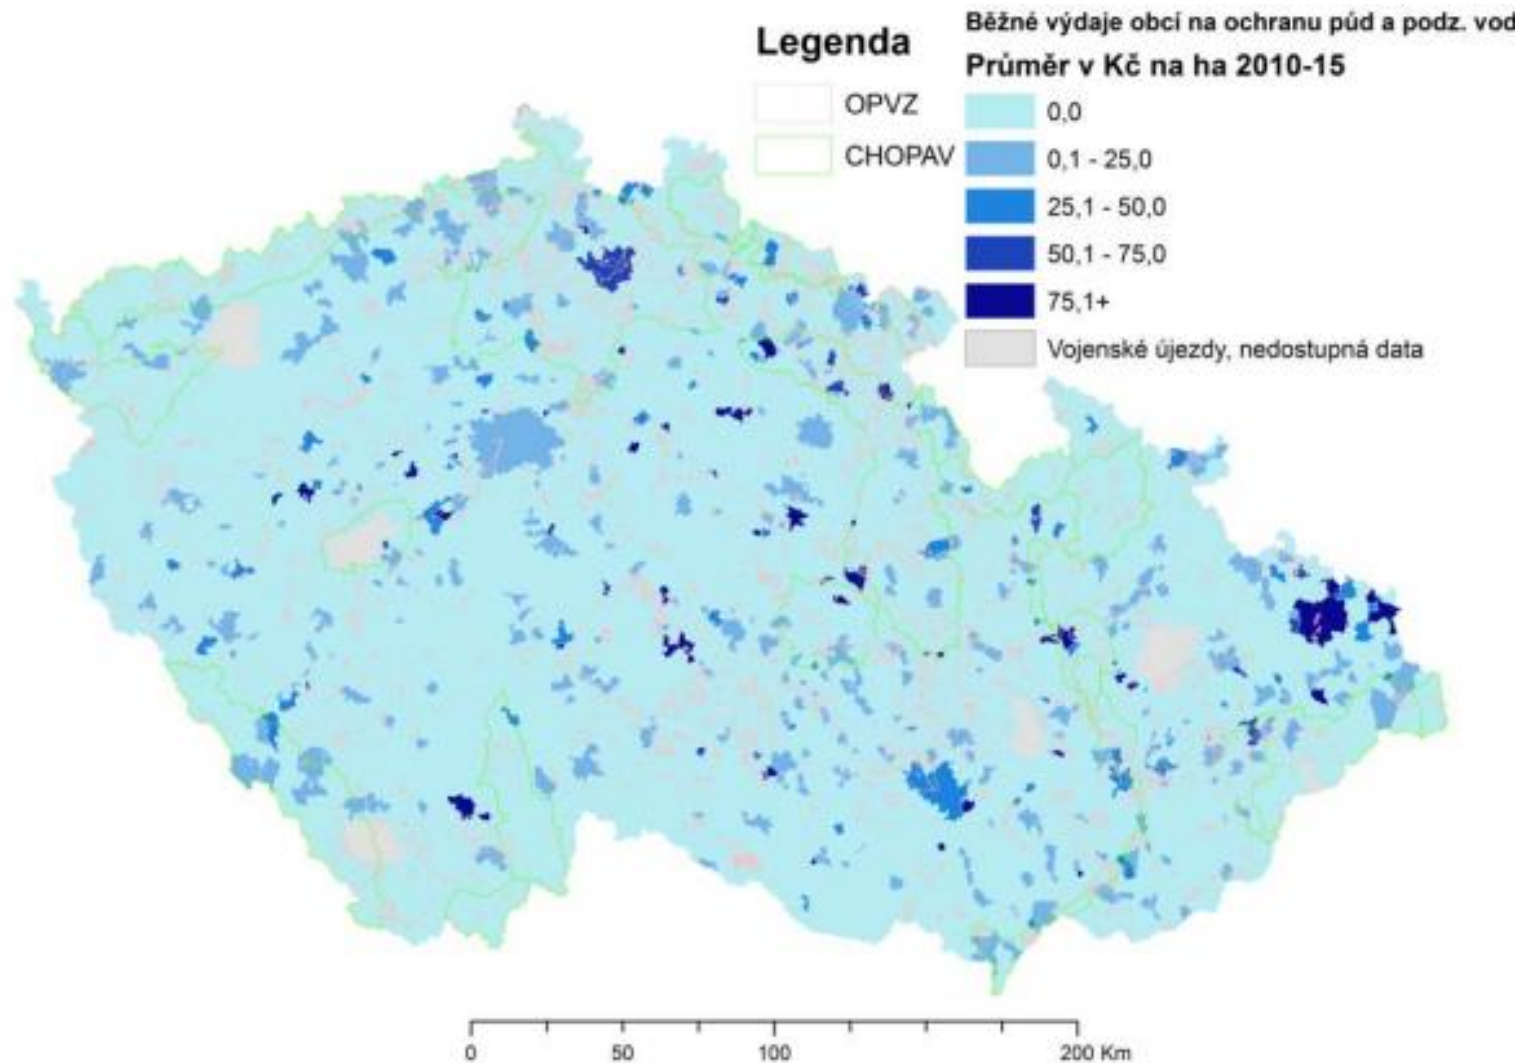 Legenda
OPVZ
CHOPAV
Běžné výdaje obcí na ochranu púd a podz. vod
Průměr v Kč na ha 2010-15
0,0
0,1 - 25,0
25,1 - 50,0
50,1 - 75,0
75,1+
Vojenské újezdy, nedostupná data
0 50 100 200 Km